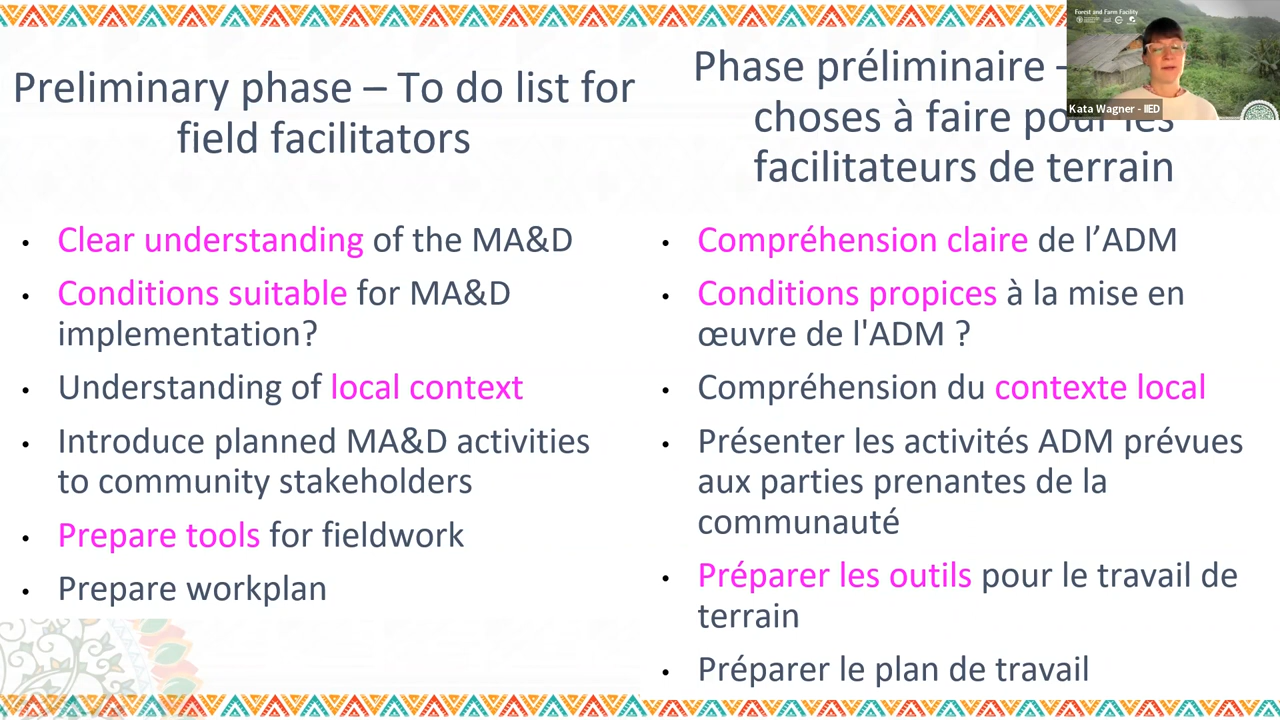 Preliminary phase – To do list for
field facilitators
• Clear understanding of the MA&D
• Conditions suitable for MA&D
implementation?
• Understanding of local context
• Introduce planned MA&D activities
to community stakeholders
• Prepare tools for fieldwork
• Prepare workplan
Phase préliminaire –
choses à faire pour les
facilitateurs de terrain
• Compréhension claire de l’ADM
• Conditions propices à la mise en
œuvre de l'ADM ?
• Compréhension du contexte local
• Présenter les activités ADM prévues
aux parties prenantes de la
communauté
• Préparer les outils pour le travail de
terrain
• Préparer le plan de travail
Forest and Farm Facility
Kata Wagner - IIED